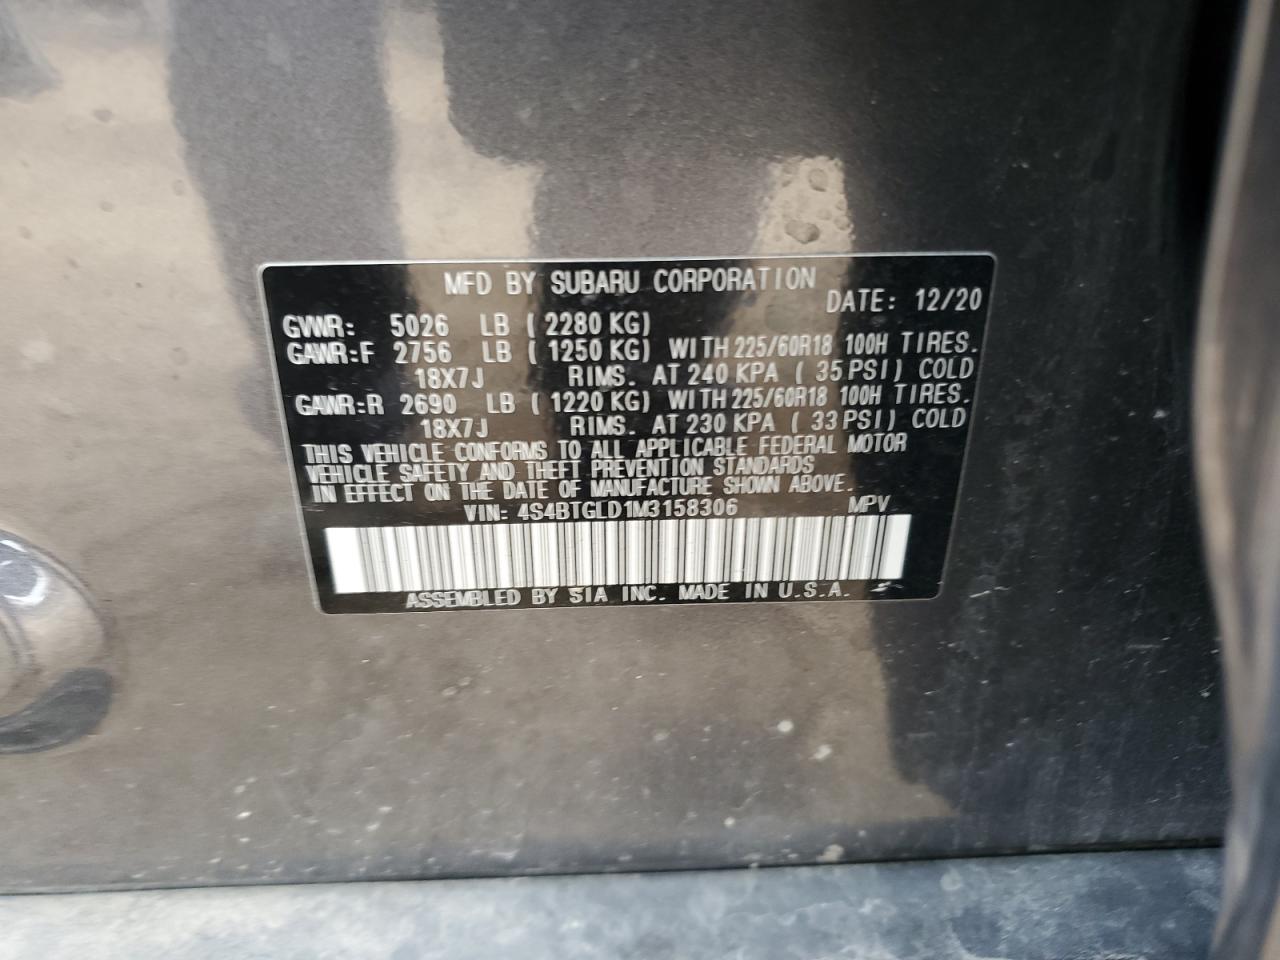 MFD BY SUBARU CORPORATION
DATE: 12/20
GVWR: 5026 LB ( 2280 KG)
GAWR:F 2756 LB ( 1250 KG) WITH 225/60R18 100H TIRES.
18X7J RIMS. AT 240 KPA ( 35 PSI) COLD
GAWR:R 2690 LB ( 1220 KG) WITH 225/60R18 100H TIRES.
18X7J RIMS. AT 230 KPA ( 33 PSI) COLD
THIS VEHICLE CONFORMS TO ALL APPLICABLE FEDERAL MOTOR
VEHICLE SAFETY AND THEFT PREVENTION STANDARDS
IN EFFECT ON THE DATE OF MANUFACTURE SHOWN ABOVE.
VIN: 4S4BTGLD1M3158306 MPV
ASSEMBLED BY SIA INC. MADE IN U.S.A.